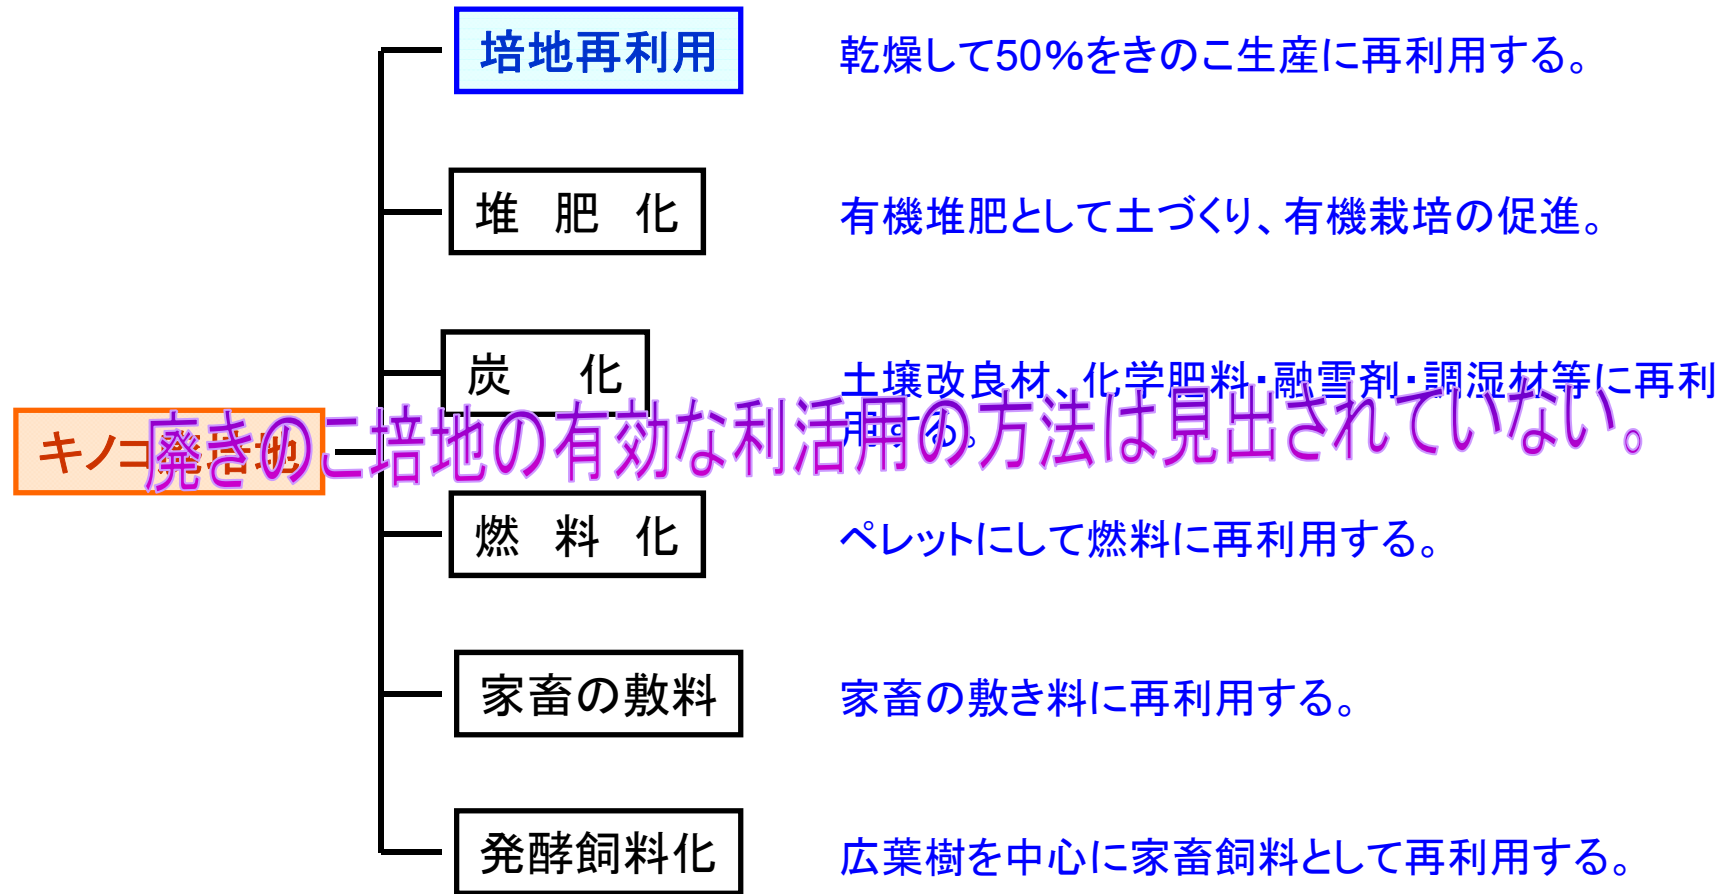 培地再利用
乾燥して50%をきのこ生産に再利用する。
堆 肥 化
有機堆肥として土づくり、有機栽培の促進。
炭 化
土壌改良材、化学肥料・融雪剤・調湿材等に再利
用する。
キノコ廃培地
廃きのこ培地の有効な利活用の方法は見出されていない。
燃 料 化
ペレットにして燃料に再利用する。
家畜の敷料
家畜の敷き料に再利用する。
発酵飼料化
広葉樹を中心に家畜飼料として再利用する。